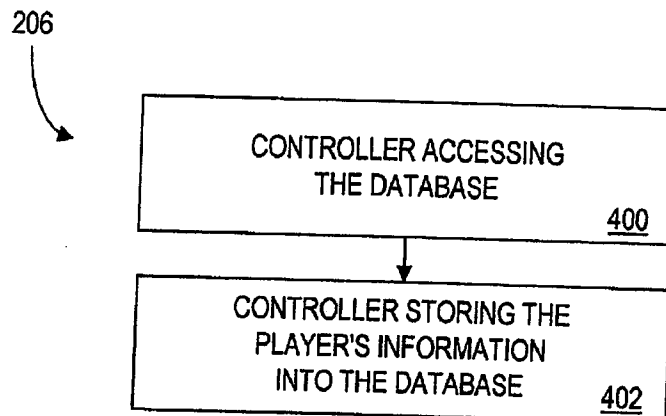 206
CONTROLLER ACCESSING
THE DATABASE
400
CONTROLLER STORING THE
PLAYER'S INFORMATION
INTO THE DATABASE
402